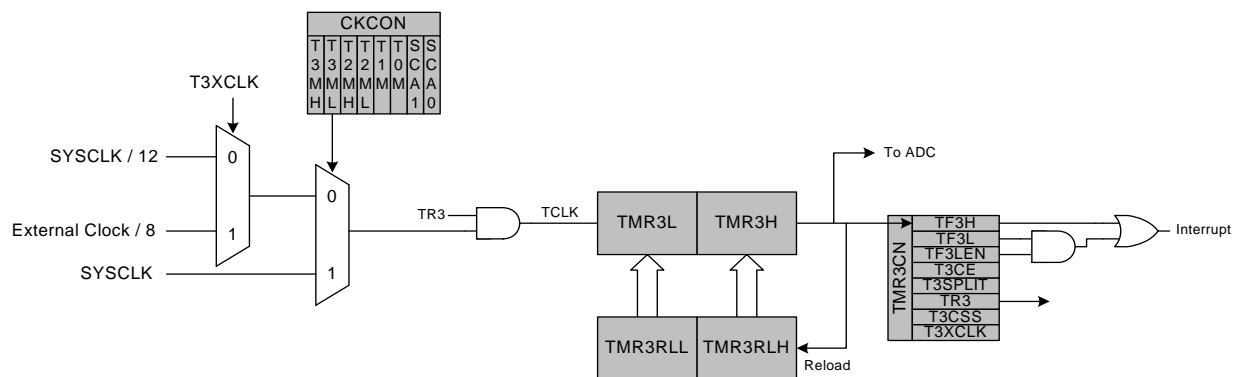 CKCON
T3MH
T3ML
T2MH
T2ML
T1M
T0M
SCA1
SCA0
T3XCLK
SYSCLK / 12
0
External Clock / 8
1
0
SYSCLK
1
TR3
TCLK
TMR3L
TMR3H
To ADC
TMR3RLL
TMR3RLH
Reload
TMR3CN
TF3H
TF3L
TF3LEN
T3CE
T3SPLIT
TR3
T3CSS
T3XCLK
Interrupt